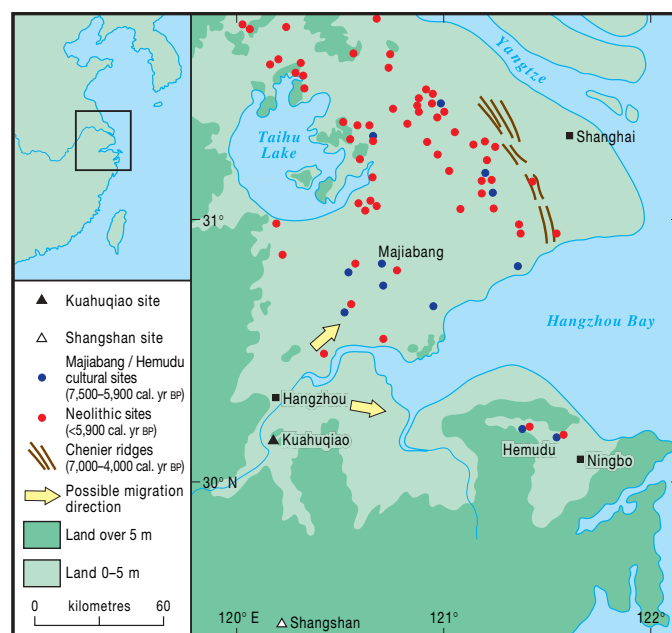 Yangtze
Taihu
Lake
Shanghai
31°
Majiabang
Hangzhou Bay
Hangzhou
Kuahuqiao
Hemudu
Ningbo
30° N
120° E
121°
122°
Shangshan
Kuahuqiao site
Shangshan site
Majiabang / Hemudu
cultural sites
(7,500–5,900 cal. yr BP)
Neolithic sites
(<5,900 cal. yr BP)
Chenier ridges
(7,000–4,000 cal. yr BP)
Possible migration
direction
Land over 5 m
Land 0–5 m
0 kilometres 60